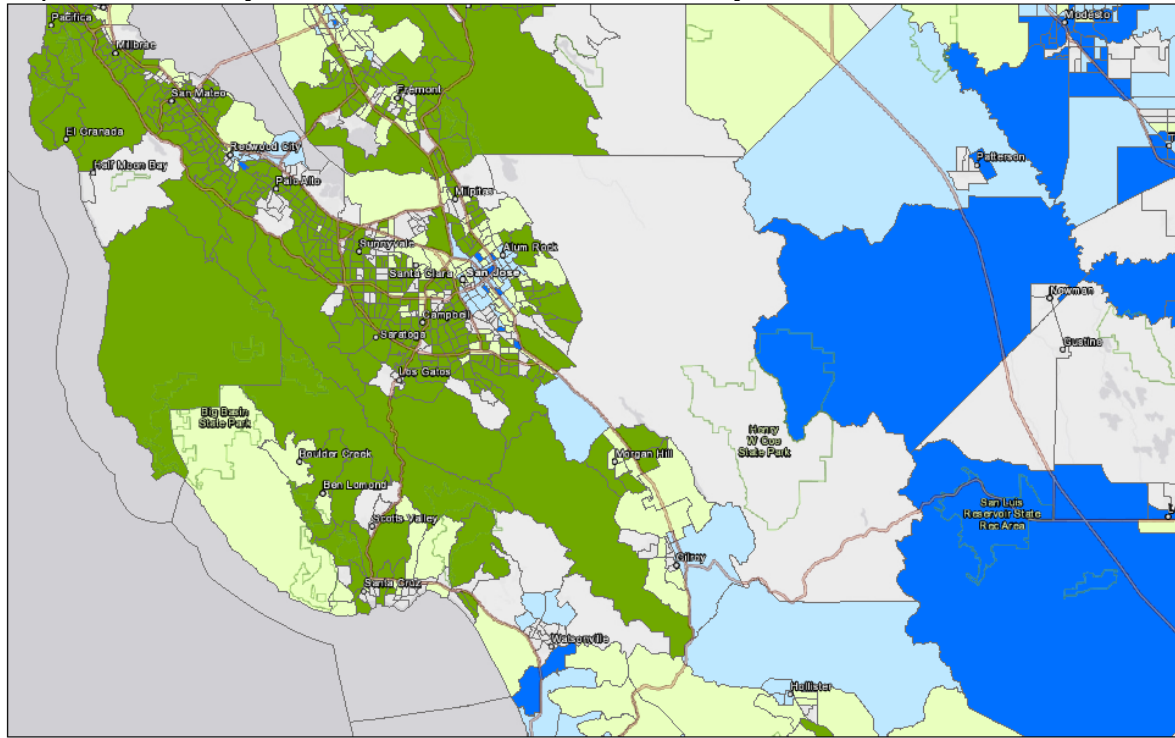 Pacifica
Modesto
Millbrae
San Mateo
Fremont
El Granada
Redwood City
Half Moon Bay
Patterson
Palo Alto
Milpitas
Sunnyvale
Alum Rock
Santa Clara
San Jose
Newman
Campbell
Saratoga
Gustine
Los Gatos
Big Basin
State Park
Henry
W Coe
State Park
Boulder Creek
Morgan Hill
Ben Lomond
San Luis
Reservoir State
Rec Area
Scotts Valley
Gilroy
Santa Cruz
Watsonville
Hollister